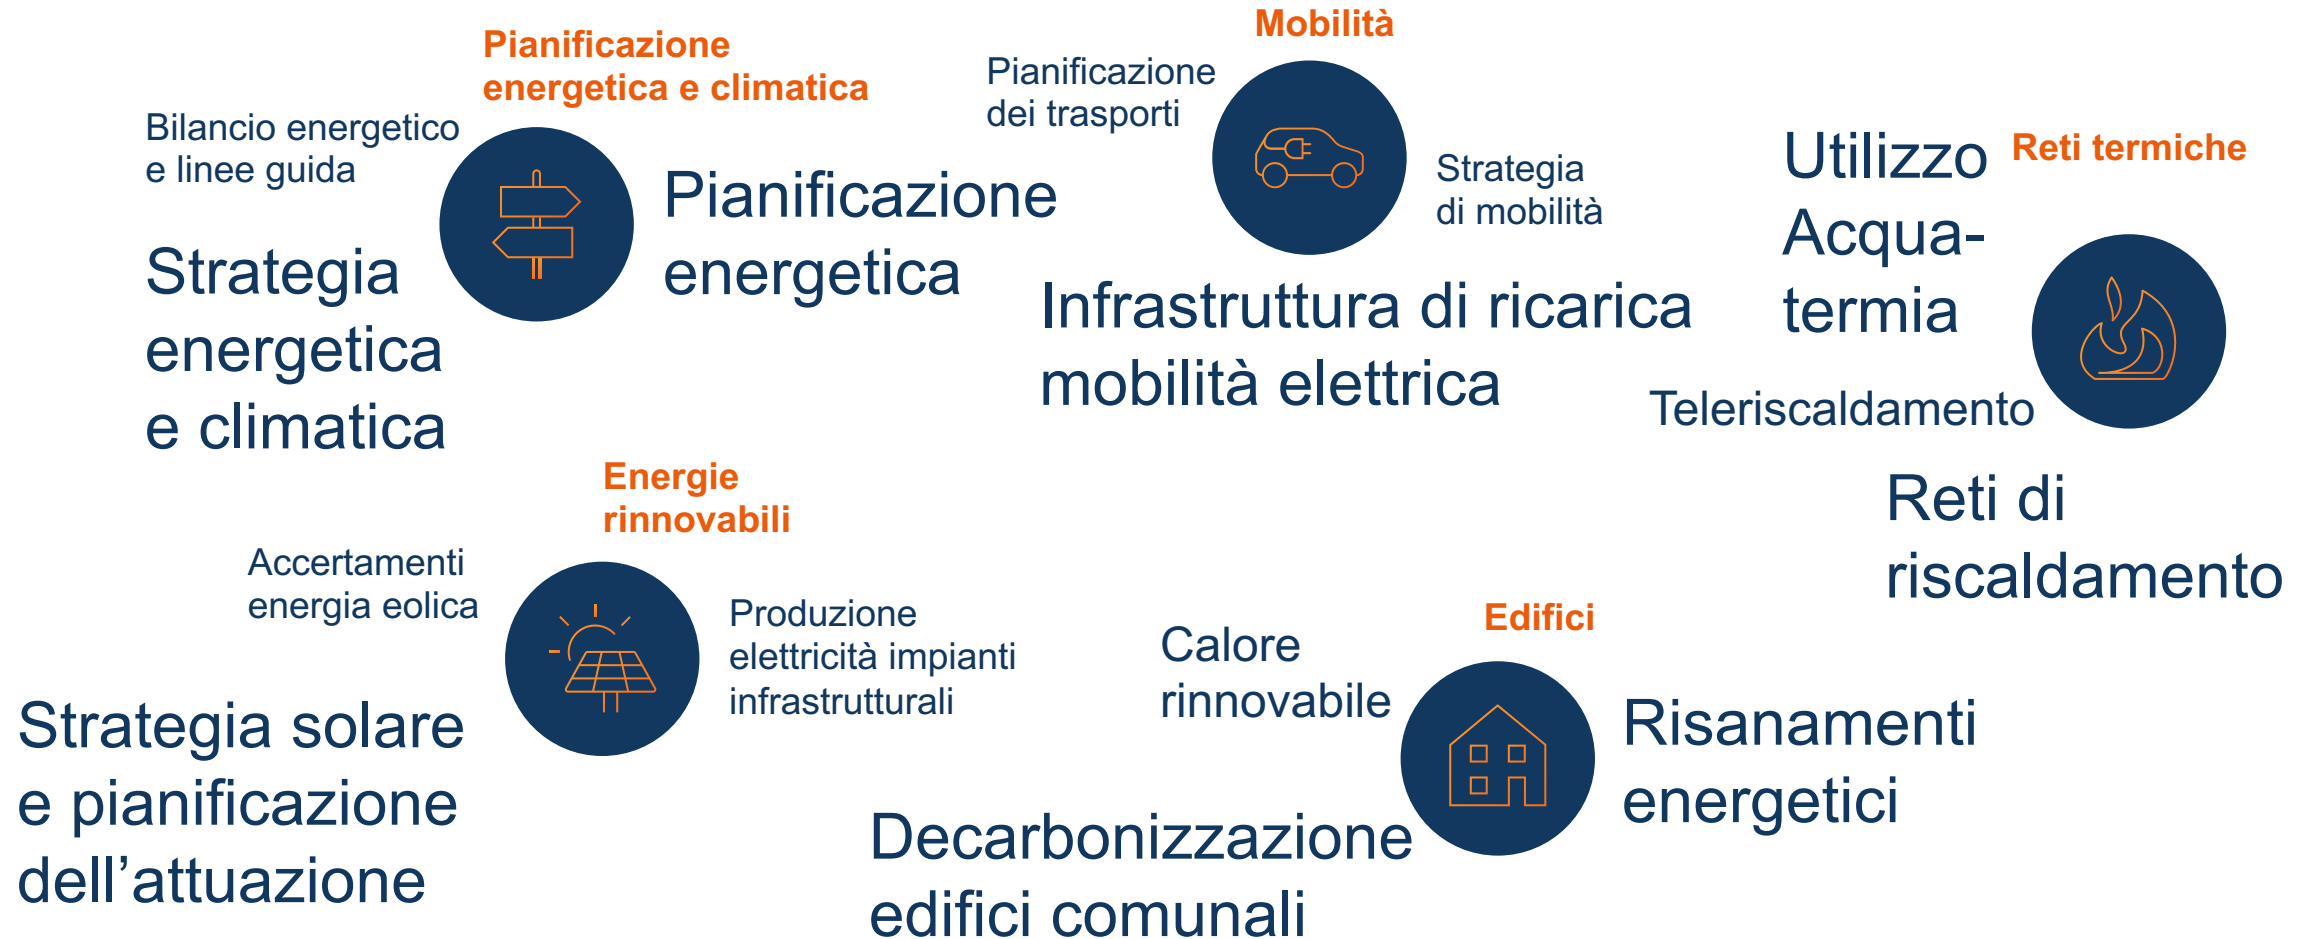 Pianificazione
energetica e climatica
Bilancio energetico
e linee guida
Pianificazione
energetica
Strategia
energetica
e climatica
Mobilità
Pianificazione
dei trasporti
Strategia
di mobilità
Infrastruttura di ricarica
mobilità elettrica
Reti termiche
Utilizzo
Acqua-
termia
Teleriscaldamento
Reti di
riscaldamento
Energie
rinnovabili
Accertamenti
energia eolica
Produzione
elettricità impianti
infrastrutturali
Strategia solare
e pianificazione
dell’attuazione
Edifici
Calore
rinnovabile
Risanamenti
energetici
Decarbonizzazione
edifici comunali